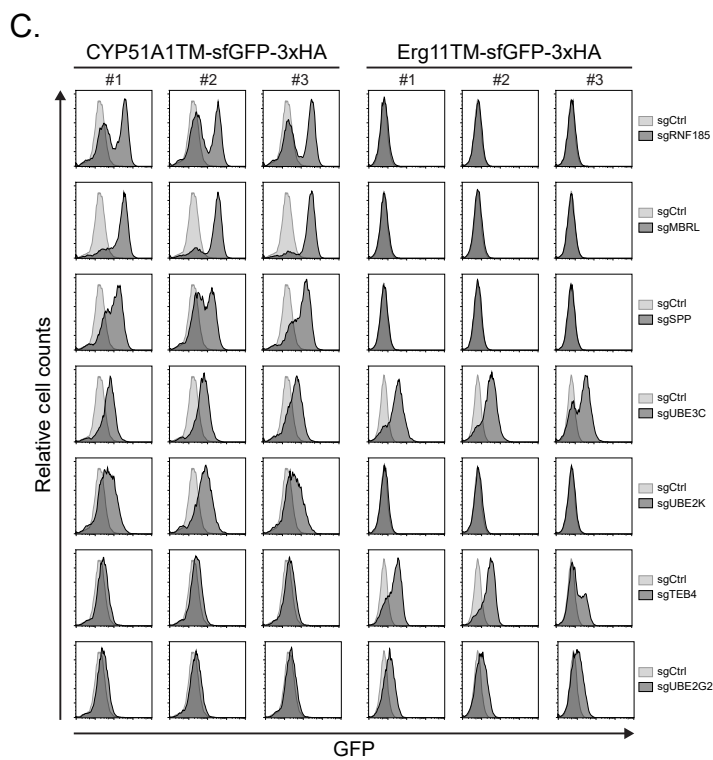 C.
CYP51A1TM-sfGFP-3xHA Erg11TM-sfGFP-3xHA
#1 #2 #3 #1 #2 #3
sgCtrl
sgRNF185
sgCtrl
sgMBRL
sgCtrl
sgSPP
sgCtrl
sgUBE3C
sgCtrl
sgUBE2K
sgCtrl
sgTEB4
sgCtrl
sgUBE2G2
Relative cell counts
GFP